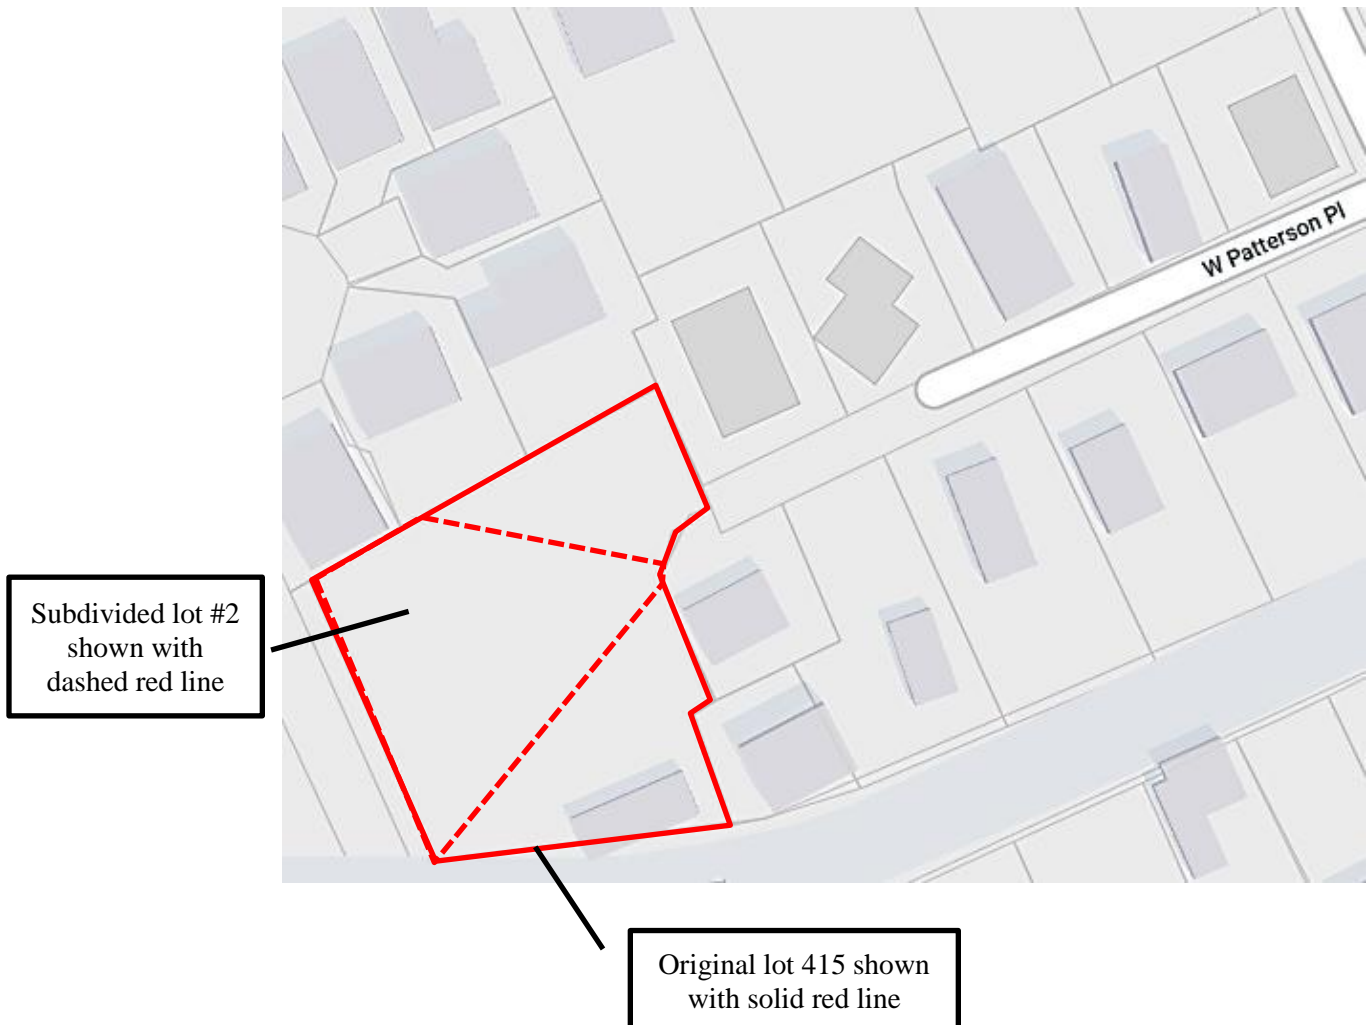 W Patterson Pl
Subdivided lot #2
shown with
dashed red line
Original lot 415 shown
with solid red line